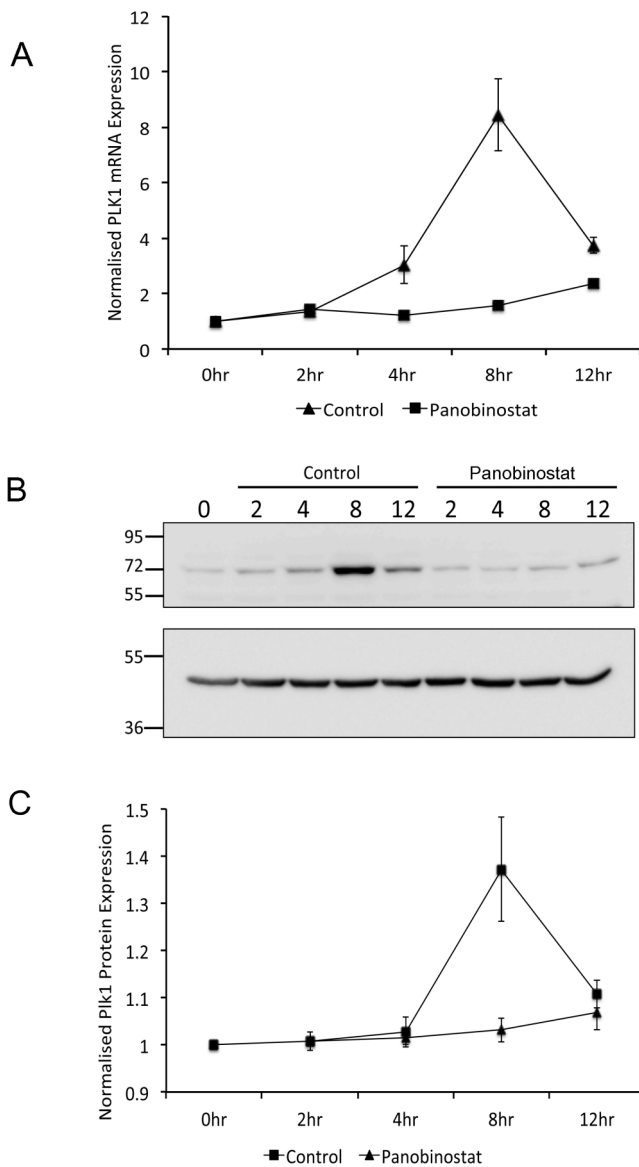 A
Normalised PLK1 mRNA Expression
12
10
8
6
4
2
0
0hr 2hr 4hr 8hr 12hr
Control Panobinostat
B
Control Panobinostat
0 2 4 8 12 2 4 8 12
95
72
55
55
36
C
Normalised Plk1 Protein Expression
1.5
1.4
1.3
1.2
1.1
1
0.9
0hr 2hr 4hr 8hr 12hr
Control Panobinostat